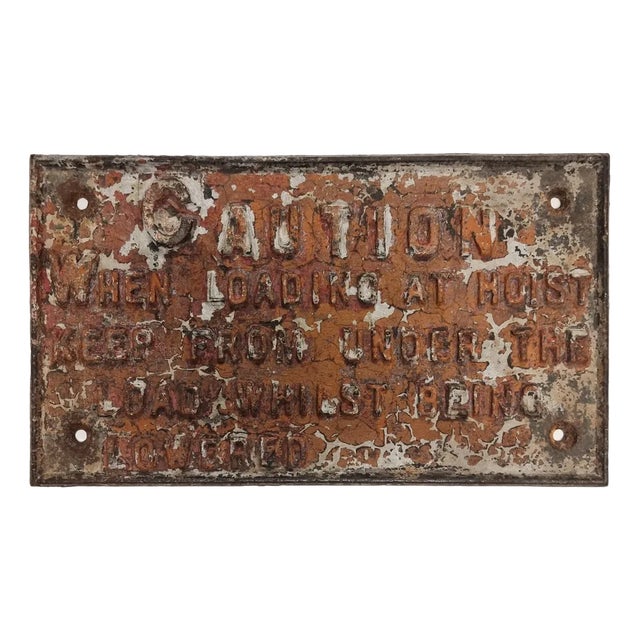 CAUTION
WHEN LOADING AT HOIST
KEEP FROM UNDER THE
LOAD WHILST BEING
LOWERED